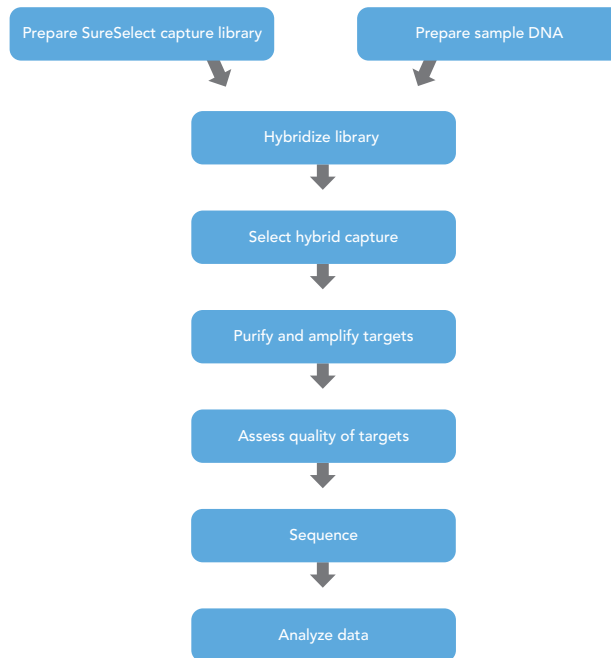 Prepare SureSelect capture library
Prepare sample DNA
Hybridize library
Select hybrid capture
Purify and amplify targets
Assess quality of targets
Sequence
Analyze data